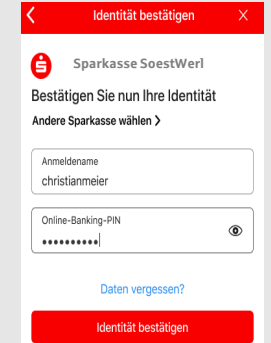 Identität bestätigen
Sparkasse SoestWerl
Bestätigen Sie nun Ihre Identität
Andere Sparkasse wählen
Anmeldename
christianmeier
Online-Banking-PIN
••••••••••
Daten vergessen?
Identität bestätigen